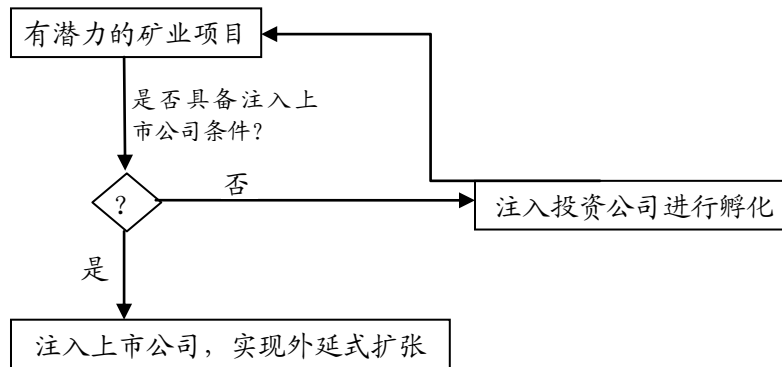 有潜力的矿业项目
是否具备注入上
市公司条件?
?
否
注入投资公司进行孵化
是
注入上市公司，实现外延式扩张